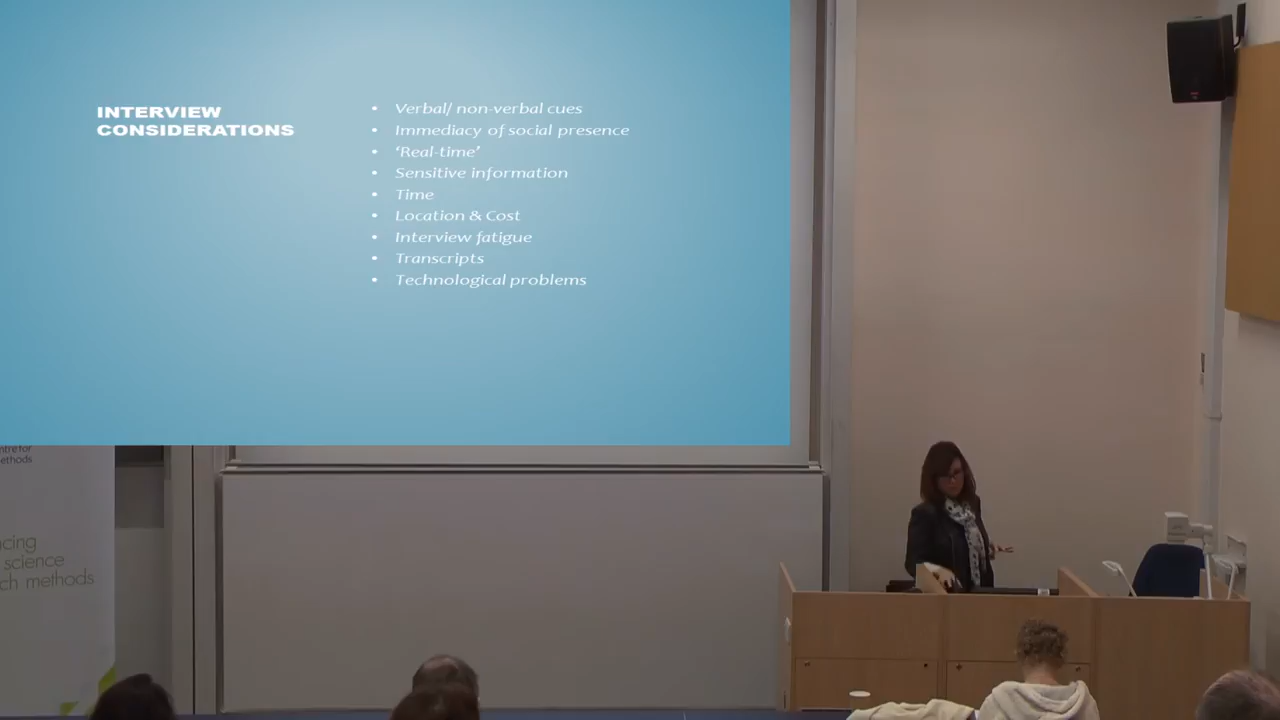 INTERVIEW
CONSIDERATIONS
• Verbal/ non-verbal cues
• Immediacy of social presence
• ‘Real-time’
• Sensitive information
• Time
• Location & Cost
• Interview fatigue
• Transcripts
• Technological problems
ntre for
ethods
cing
science
ch methods